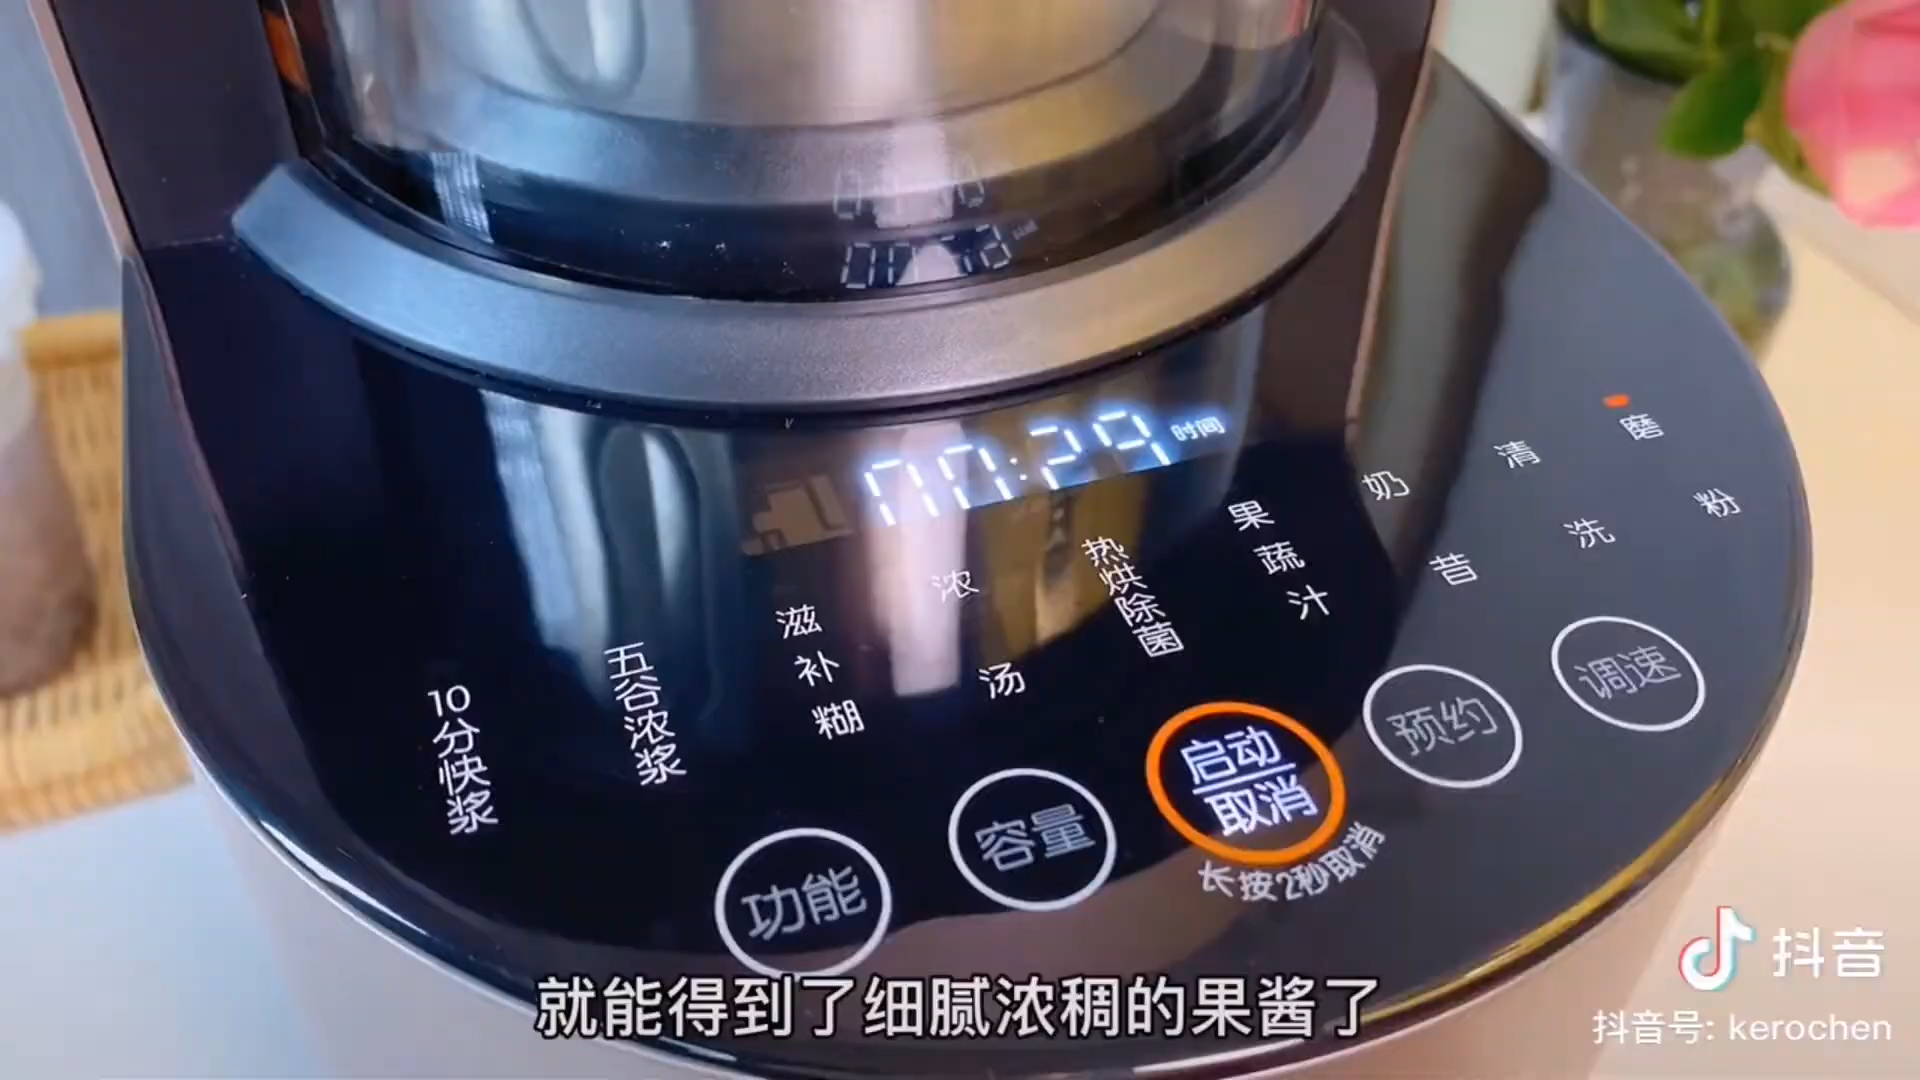 00:29 时间
10分快浆
五谷浓浆
滋补糊
浓汤
热烘除菌
果蔬汁
奶昔
清洗
磨粉
功能
容量
启动
取消
长按2秒取消
预约
调速
就能得到了细腻浓稠的果酱了
抖音
抖音号: kerochen